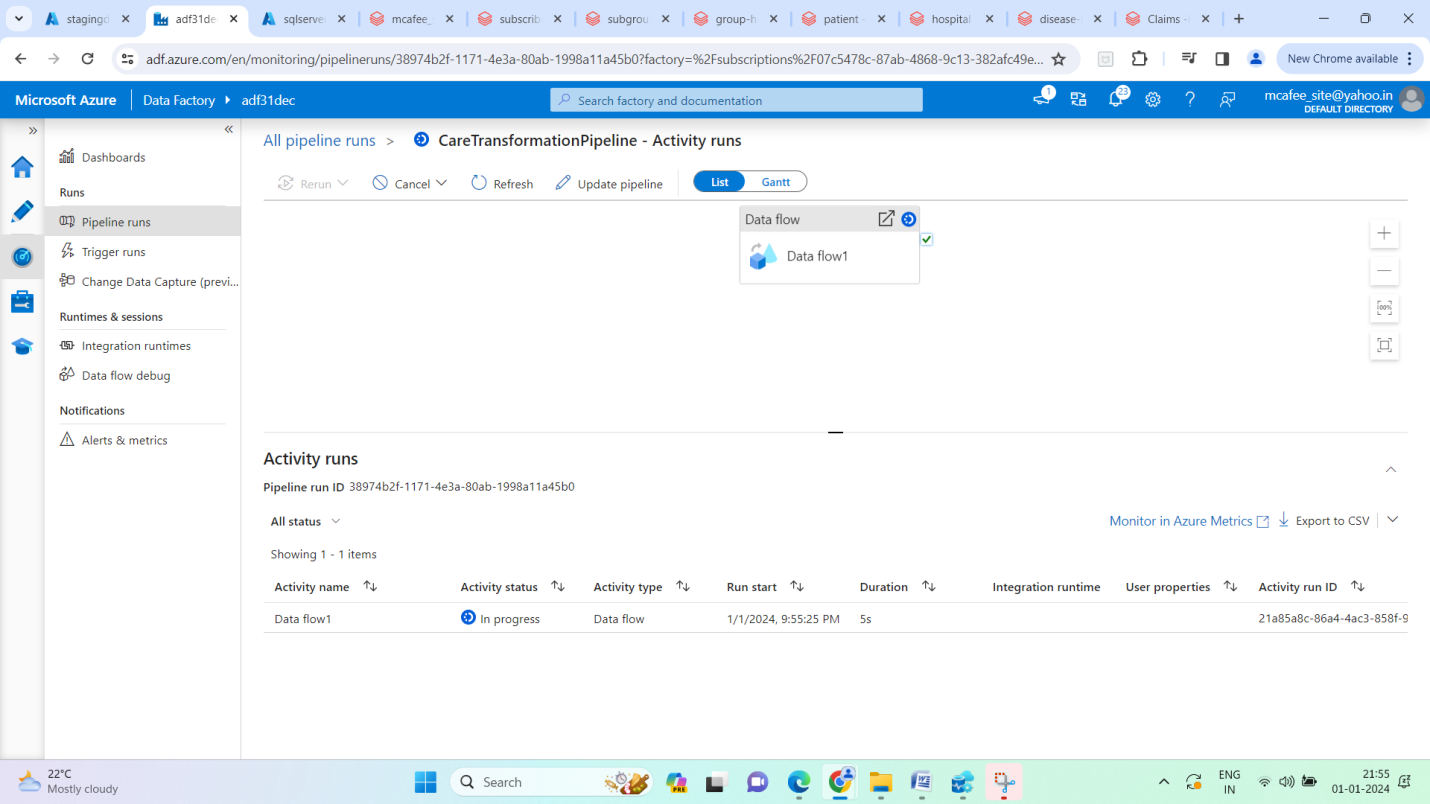 stagingd
adf31de
sqlserve
mcafee_
subscrib
subgrou
group-h
patient -
hospital
disease-
Claims -
adf.azure.com/en/monitoring/pipelineruns/38974b2f-1171-4e3a-80ab-1998a11a45b0?factory=%2Fsubscriptions%2F07c5478c-87ab-4868-9c13-382afc49e...
New Chrome available
Microsoft Azure
Data Factory
adf31dec
Search factory and documentation
1
23
mcafee_site@yahoo.in
DEFAULT DIRECTORY
Dashboards
Runs
Pipeline runs
Trigger runs
Change Data Capture (previ...
Runtimes & sessions
Integration runtimes
Data flow debug
Notifications
Alerts & metrics
All pipeline runs > CareTransformationPipeline - Activity runs
Rerun
Cancel
Refresh
Update pipeline
List
Gantt
Data flow
Data flow1
100%
Activity runs
Pipeline run ID 38974b2f-1171-4e3a-80ab-1998a11a45b0
All status
Monitor in Azure Metrics
Export to CSV
Showing 1 - 1 items
Activity name Activity status Activity type Run start Duration Integration runtime User properties Activity run ID
Data flow1 In progress Data flow 1/1/2024, 9:55:25 PM 5s 21a85a8c-86a4-4ac3-858f-9
22°C
Mostly cloudy
Search
PRE
ENG
IN
21:55
01-01-2024